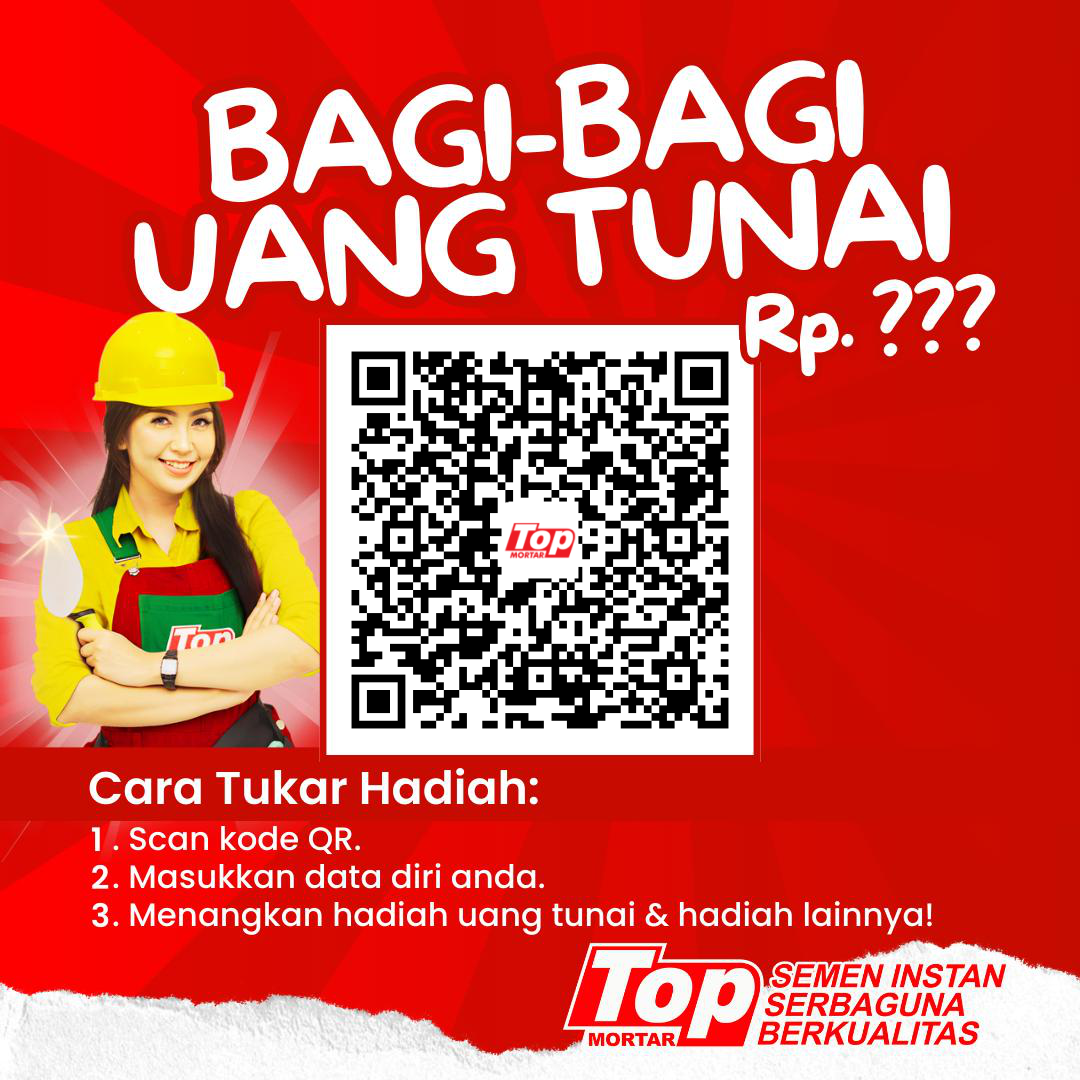 BAGI-BAGI
UANG TUNAI
Rp. ???
Top
MORTAR
Top
Cara Tukar Hadiah:
1. Scan kode QR.
2. Masukkan data diri anda.
3. Menangkan hadiah uang tunai & hadiah lainnya!
Top
MORTAR
SEMEN INSTAN
SERBAGUNA
BERKUALITAS